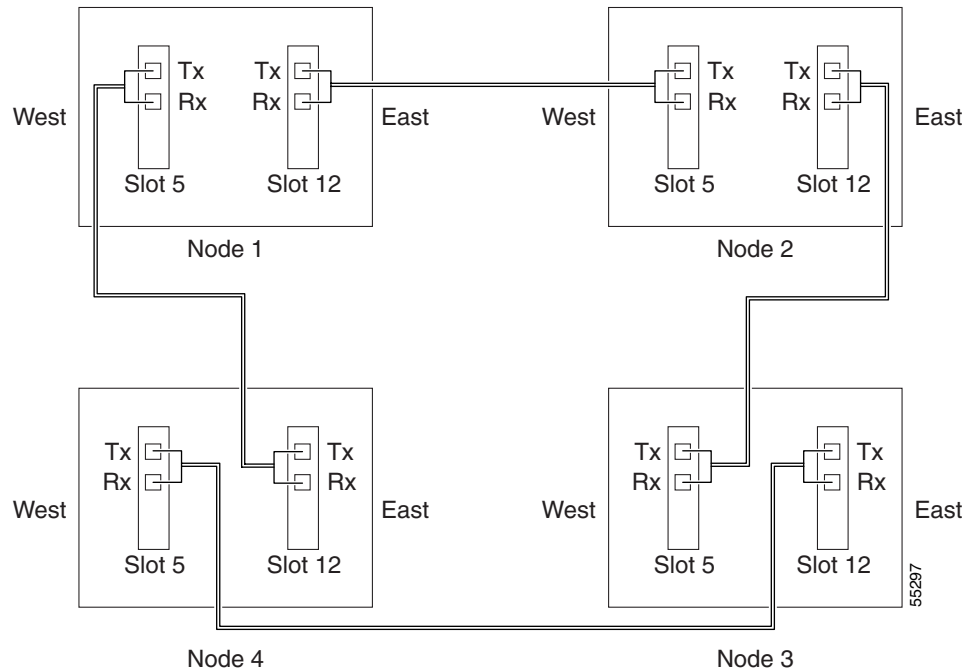 Tx Tx Tx Tx
Rx Rx Rx Rx
West East West East
Slot 5 Slot 12 Slot 5 Slot 12
Node 1 Node 2
Tx Tx Tx Tx
Rx Rx Rx Rx
West East West East
Slot 5 Slot 12 Slot 5 Slot 12
55297
Node 4 Node 3